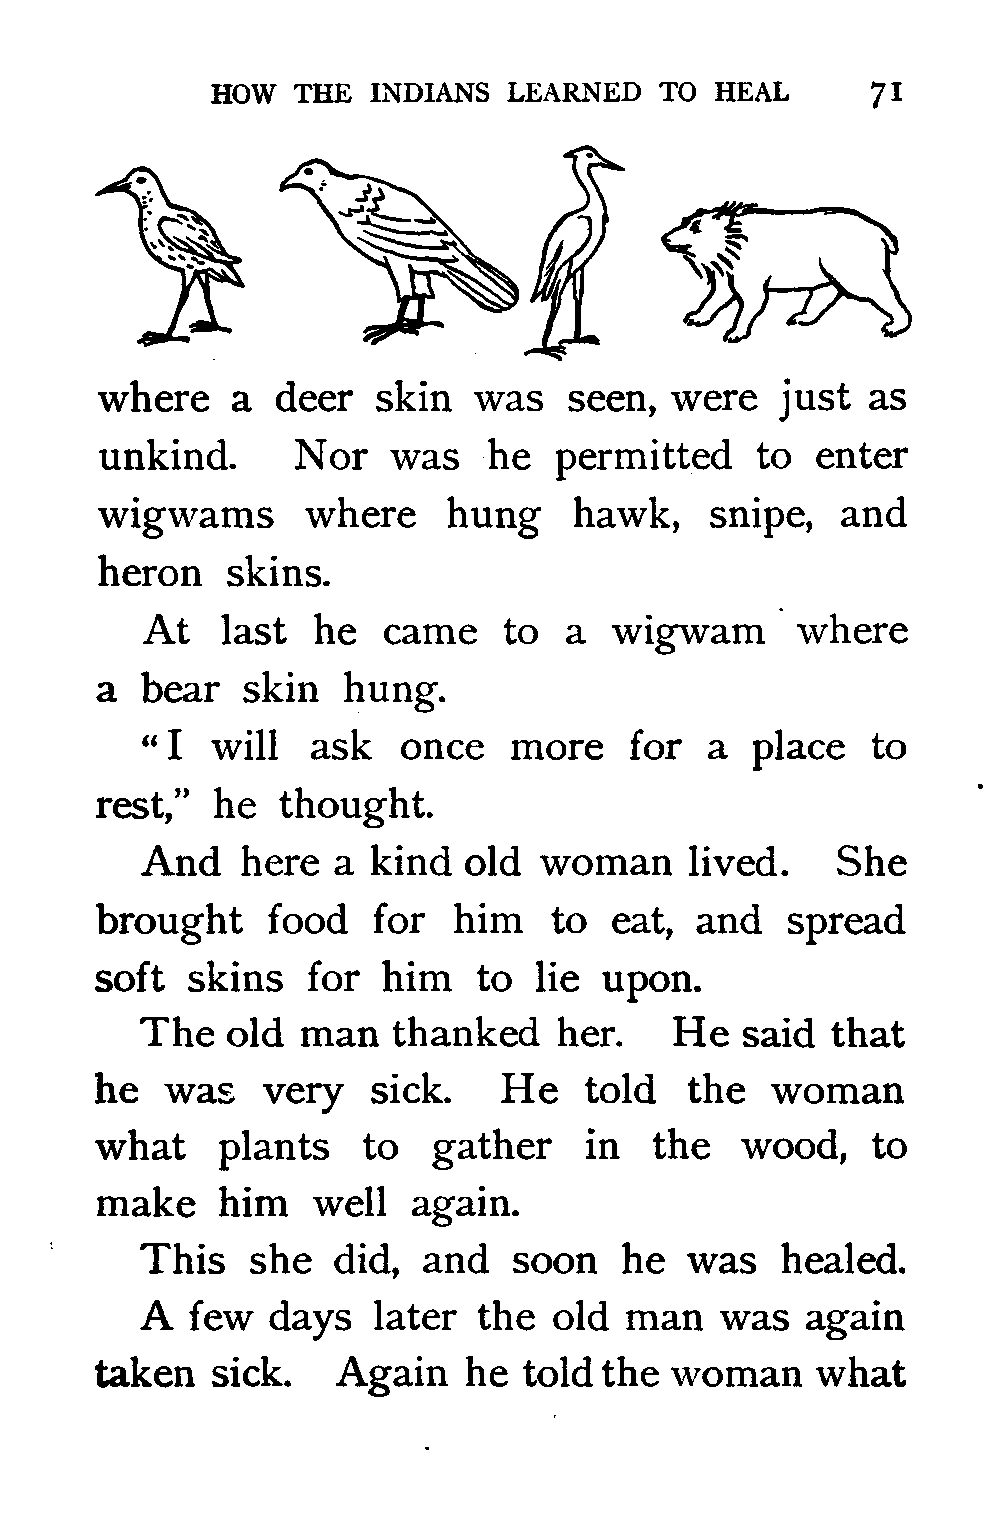 HOW THE INDIANS LEARNED TO HEAL 71
where a deer skin was seen, were just as
unkind. Nor was he permitted to enter
wigwams where hung hawk, snipe, and
heron skins.
At last he came to a wigwam where
a bear skin hung.
“I will ask once more for a place to
rest,” he thought.
And here a kind old woman lived. She
brought food for him to eat, and spread
soft skins for him to lie upon.
The old man thanked her. He said that
he was very sick. He told the woman
what plants to gather in the wood, to
make him well again.
This she did, and soon he was healed.
A few days later the old man was again
taken sick. Again he told the woman what